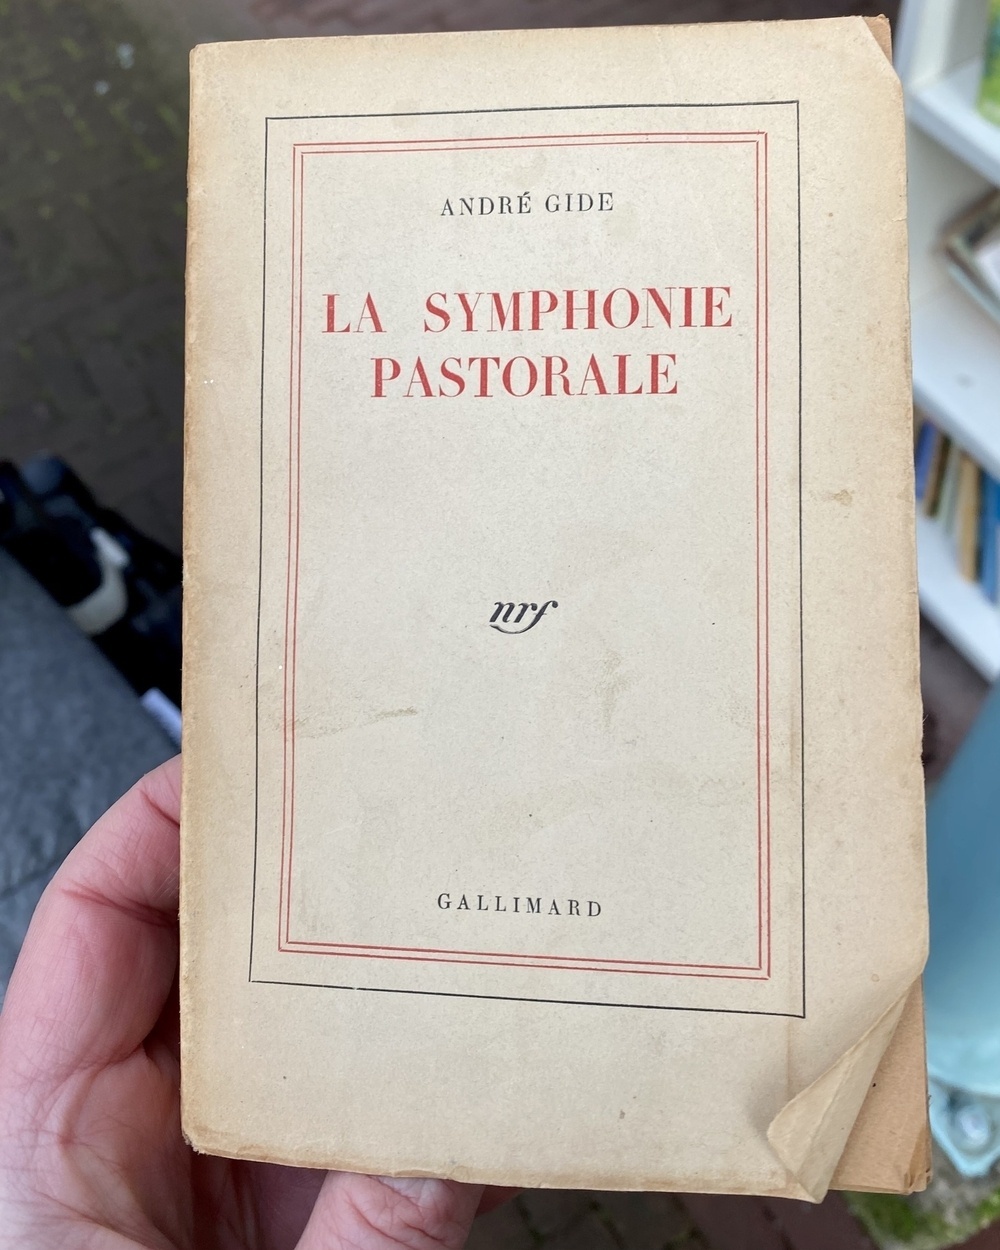 ANDRÉ GIDE
LA SYMPHONIE
PASTORALE
nrf
GALLIMARD